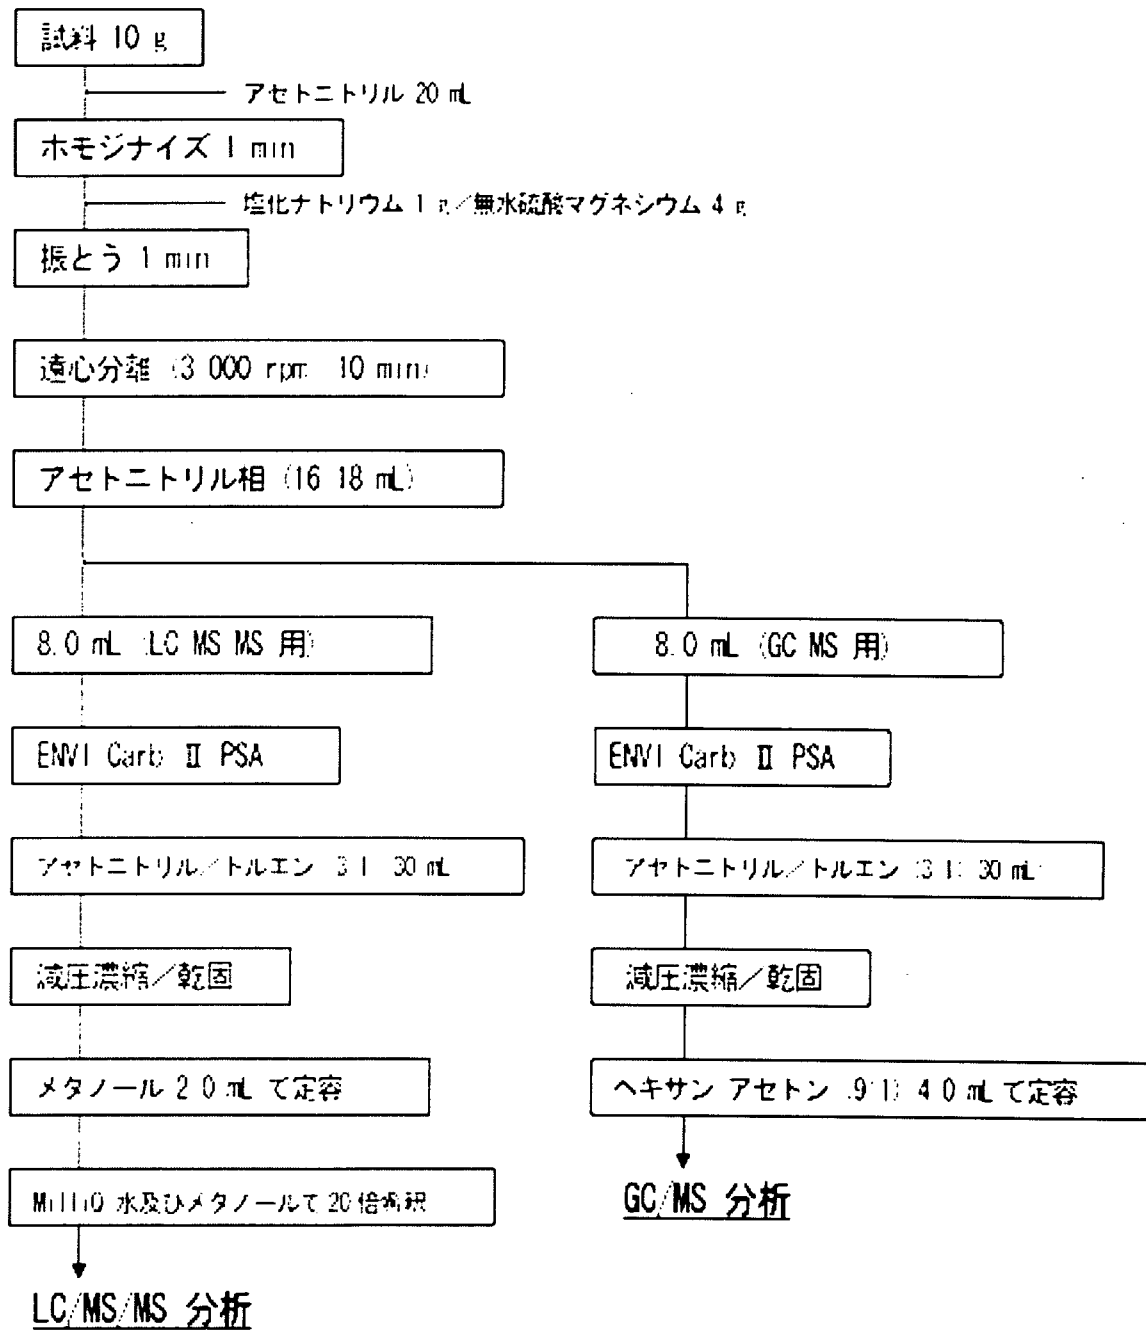 試料 10 g
アセトニトリル 20 mL
ホモジナイズ 1 min
塩化ナトリウム 1 g／無水硫酸マグネシウム 4 g
振とう 1 min
遠心分離 (3 000 rpm 10 min)
アセトニトリル相 (16 18 mL)
8.0 mL (LC MS MS 用)
8.0 mL (GC MS 用)
ENVI Carb Ⅱ PSA
ENVI Carb Ⅱ PSA
アセトニトリル／トルエン 3 1 30 mL
アセトニトリル／トルエン (3 1) 30 mL
減圧濃縮／乾固
減圧濃縮／乾固
メタノール 2 0 mL て定容
ヘキサン アセトン (9 1) 4 0 mL て定容
MilliQ 水及びメタノールて 20 倍希釈
GC/MS 分析
LC/MS/MS 分析